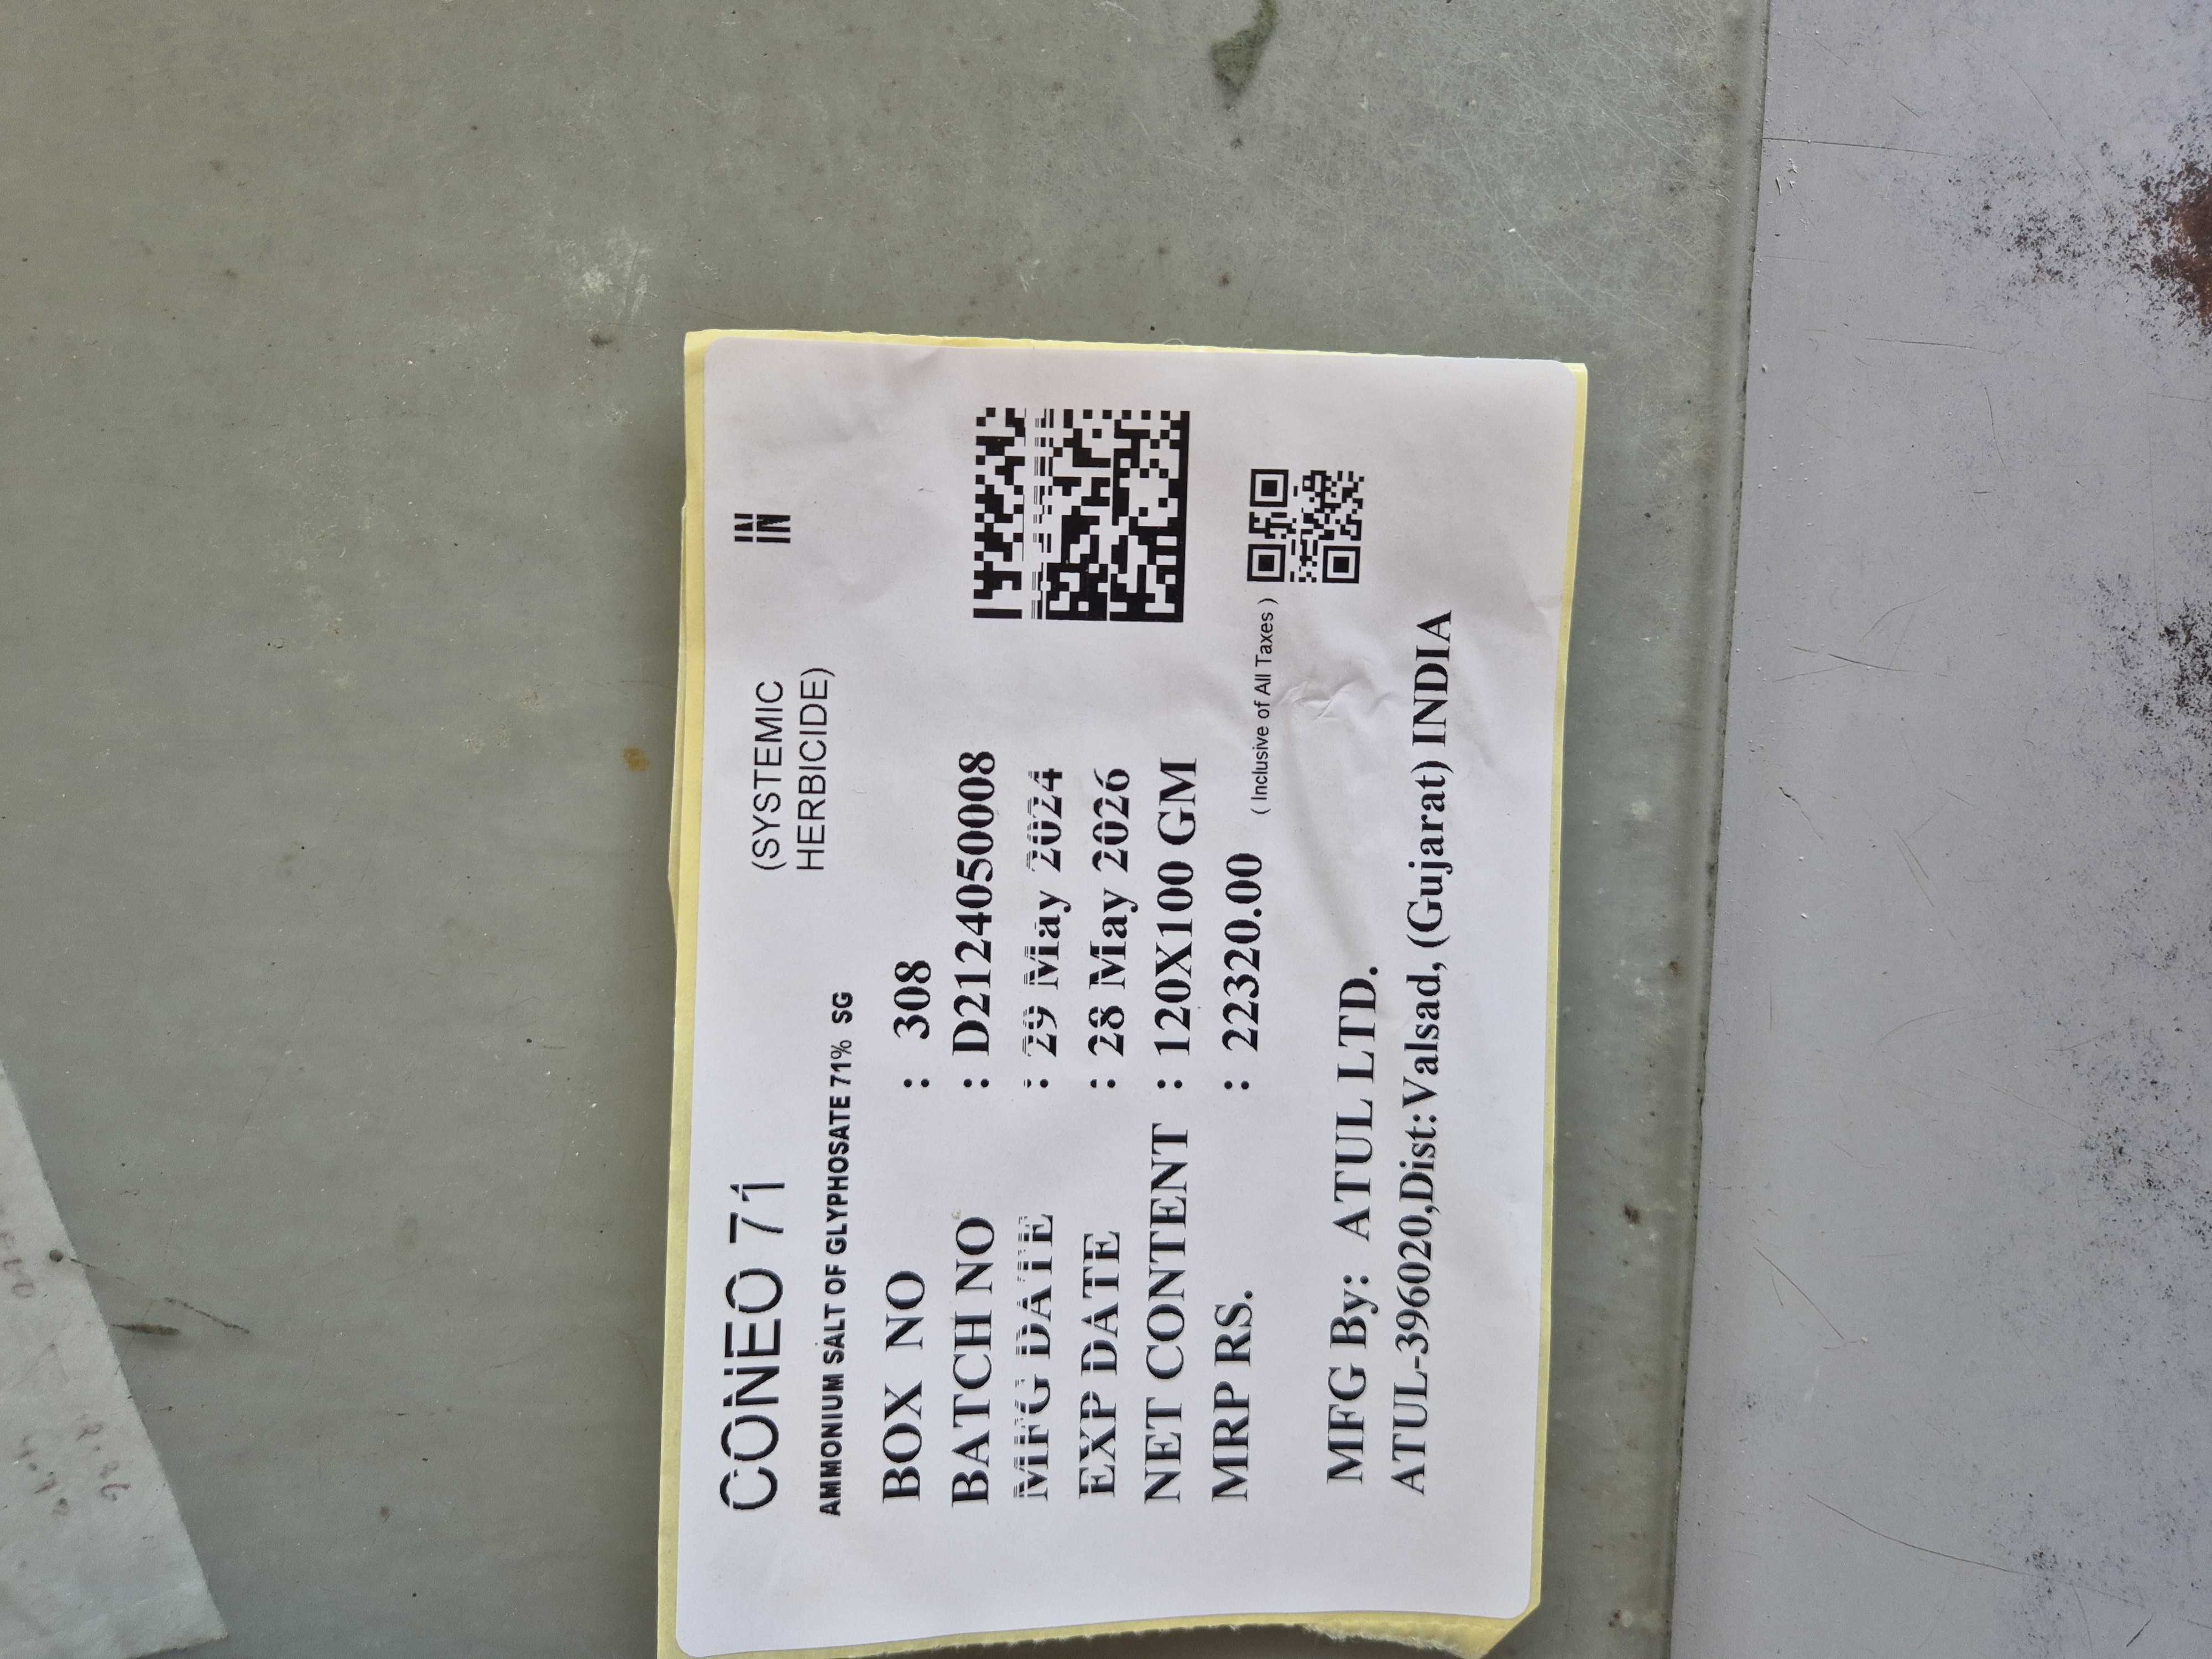 CONEO 71
(SYSTEMIC
HERBICIDE)
IN
AMMONIUM SALT OF GLYPHOSATE 71% SG
BOX NO : 308
BATCH NO : D21240500008
MFG DATE : 29 May 2024
EXP DATE : 28 May 2026
NET CONTENT : 120X100 GM
MRP RS. : 22320.00
( Inclusive of All Taxes )
MFG By: ATUL LTD.
ATUL-396020,Dist:Valsad, (Gujarat) INDIA